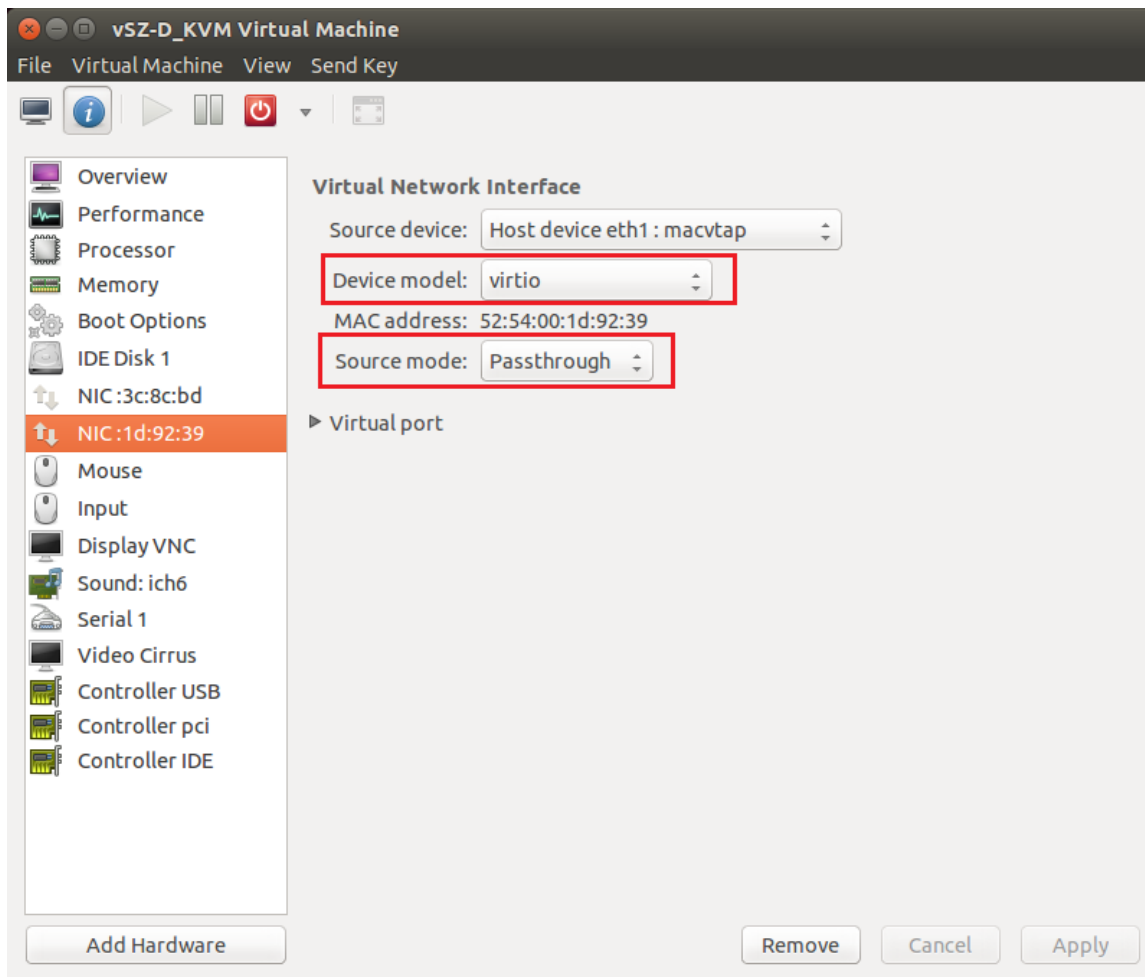 vSZ-D_KVM Virtual Machine
File Virtual Machine View Send Key
Overview
Performance
Processor
Memory
Boot Options
IDE Disk 1
NIC :3c:8c:bd
NIC :1d:92:39
Mouse
Input
Display VNC
Sound: ich6
Serial 1
Video Cirrus
Controller USB
Controller pci
Controller IDE
Add Hardware
Virtual Network Interface
Source device: Host device eth1 : macvtap
Device model: virtio
MAC address: 52:54:00:1d:92:39
Source mode: Passthrough
Virtual port
Remove Cancel Apply